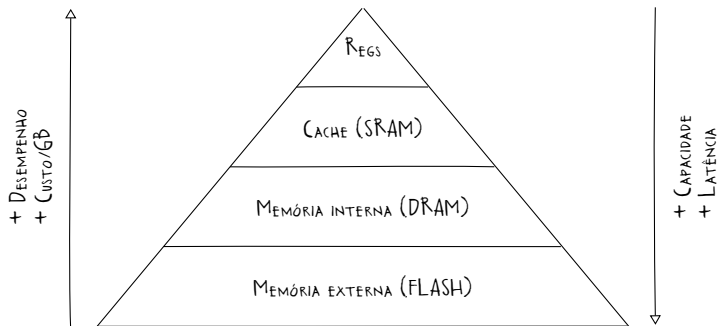 + DESEMPENHO
+ CUSTO/GB
REGS
CACHE (SRAM)
MEMÓRIA INTERNA (DRAM)
MEMÓRIA EXTERNA (FLASH)
+ CAPACIDADE
+ LATÊNCIA